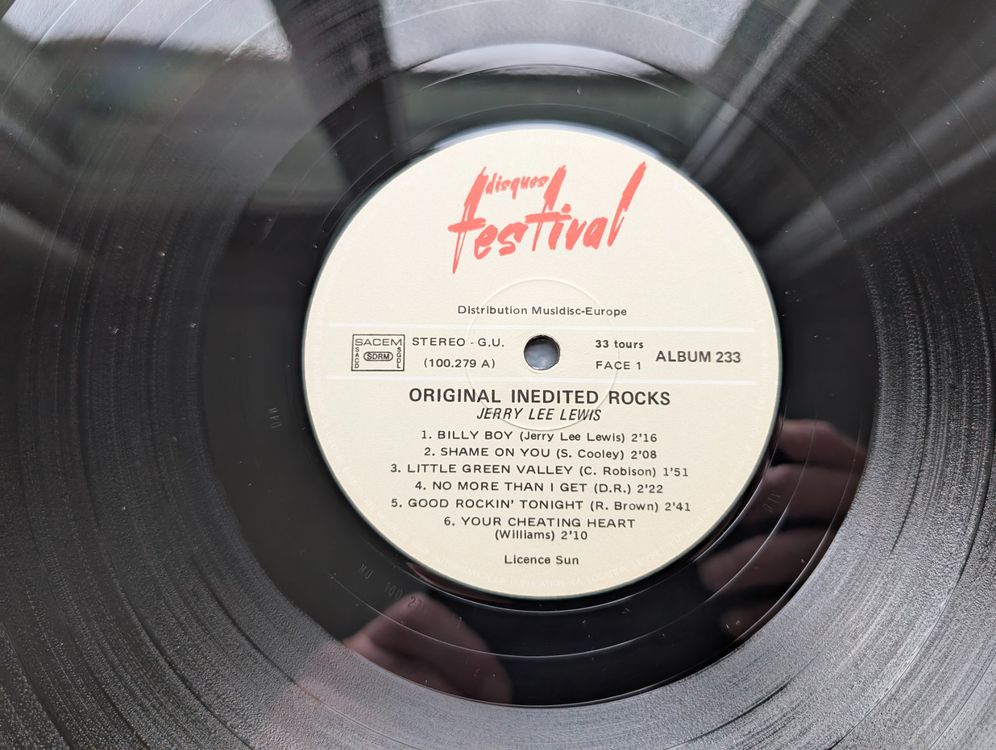 disques
festival
Distribution Musidisc-Europe
SACEM
SACD SDRM SGDL
STEREO - G.U.
(100.279 A)
33 tours
FACE 1
ALBUM 233
ORIGINAL INEDITED ROCKS
JERRY LEE LEWIS
1. BILLY BOY (Jerry Lee Lewis) 2'16
2. SHAME ON YOU (S. Cooley) 2'08
3. LITTLE GREEN VALLEY (C. Robison) 1'51
4. NO MORE THAN I GET (D.R.) 2'22
5. GOOD ROCKIN' TONIGHT (R. Brown) 2'41
6. YOUR CHEATING HEART
(Williams) 2'10
Licence Sun